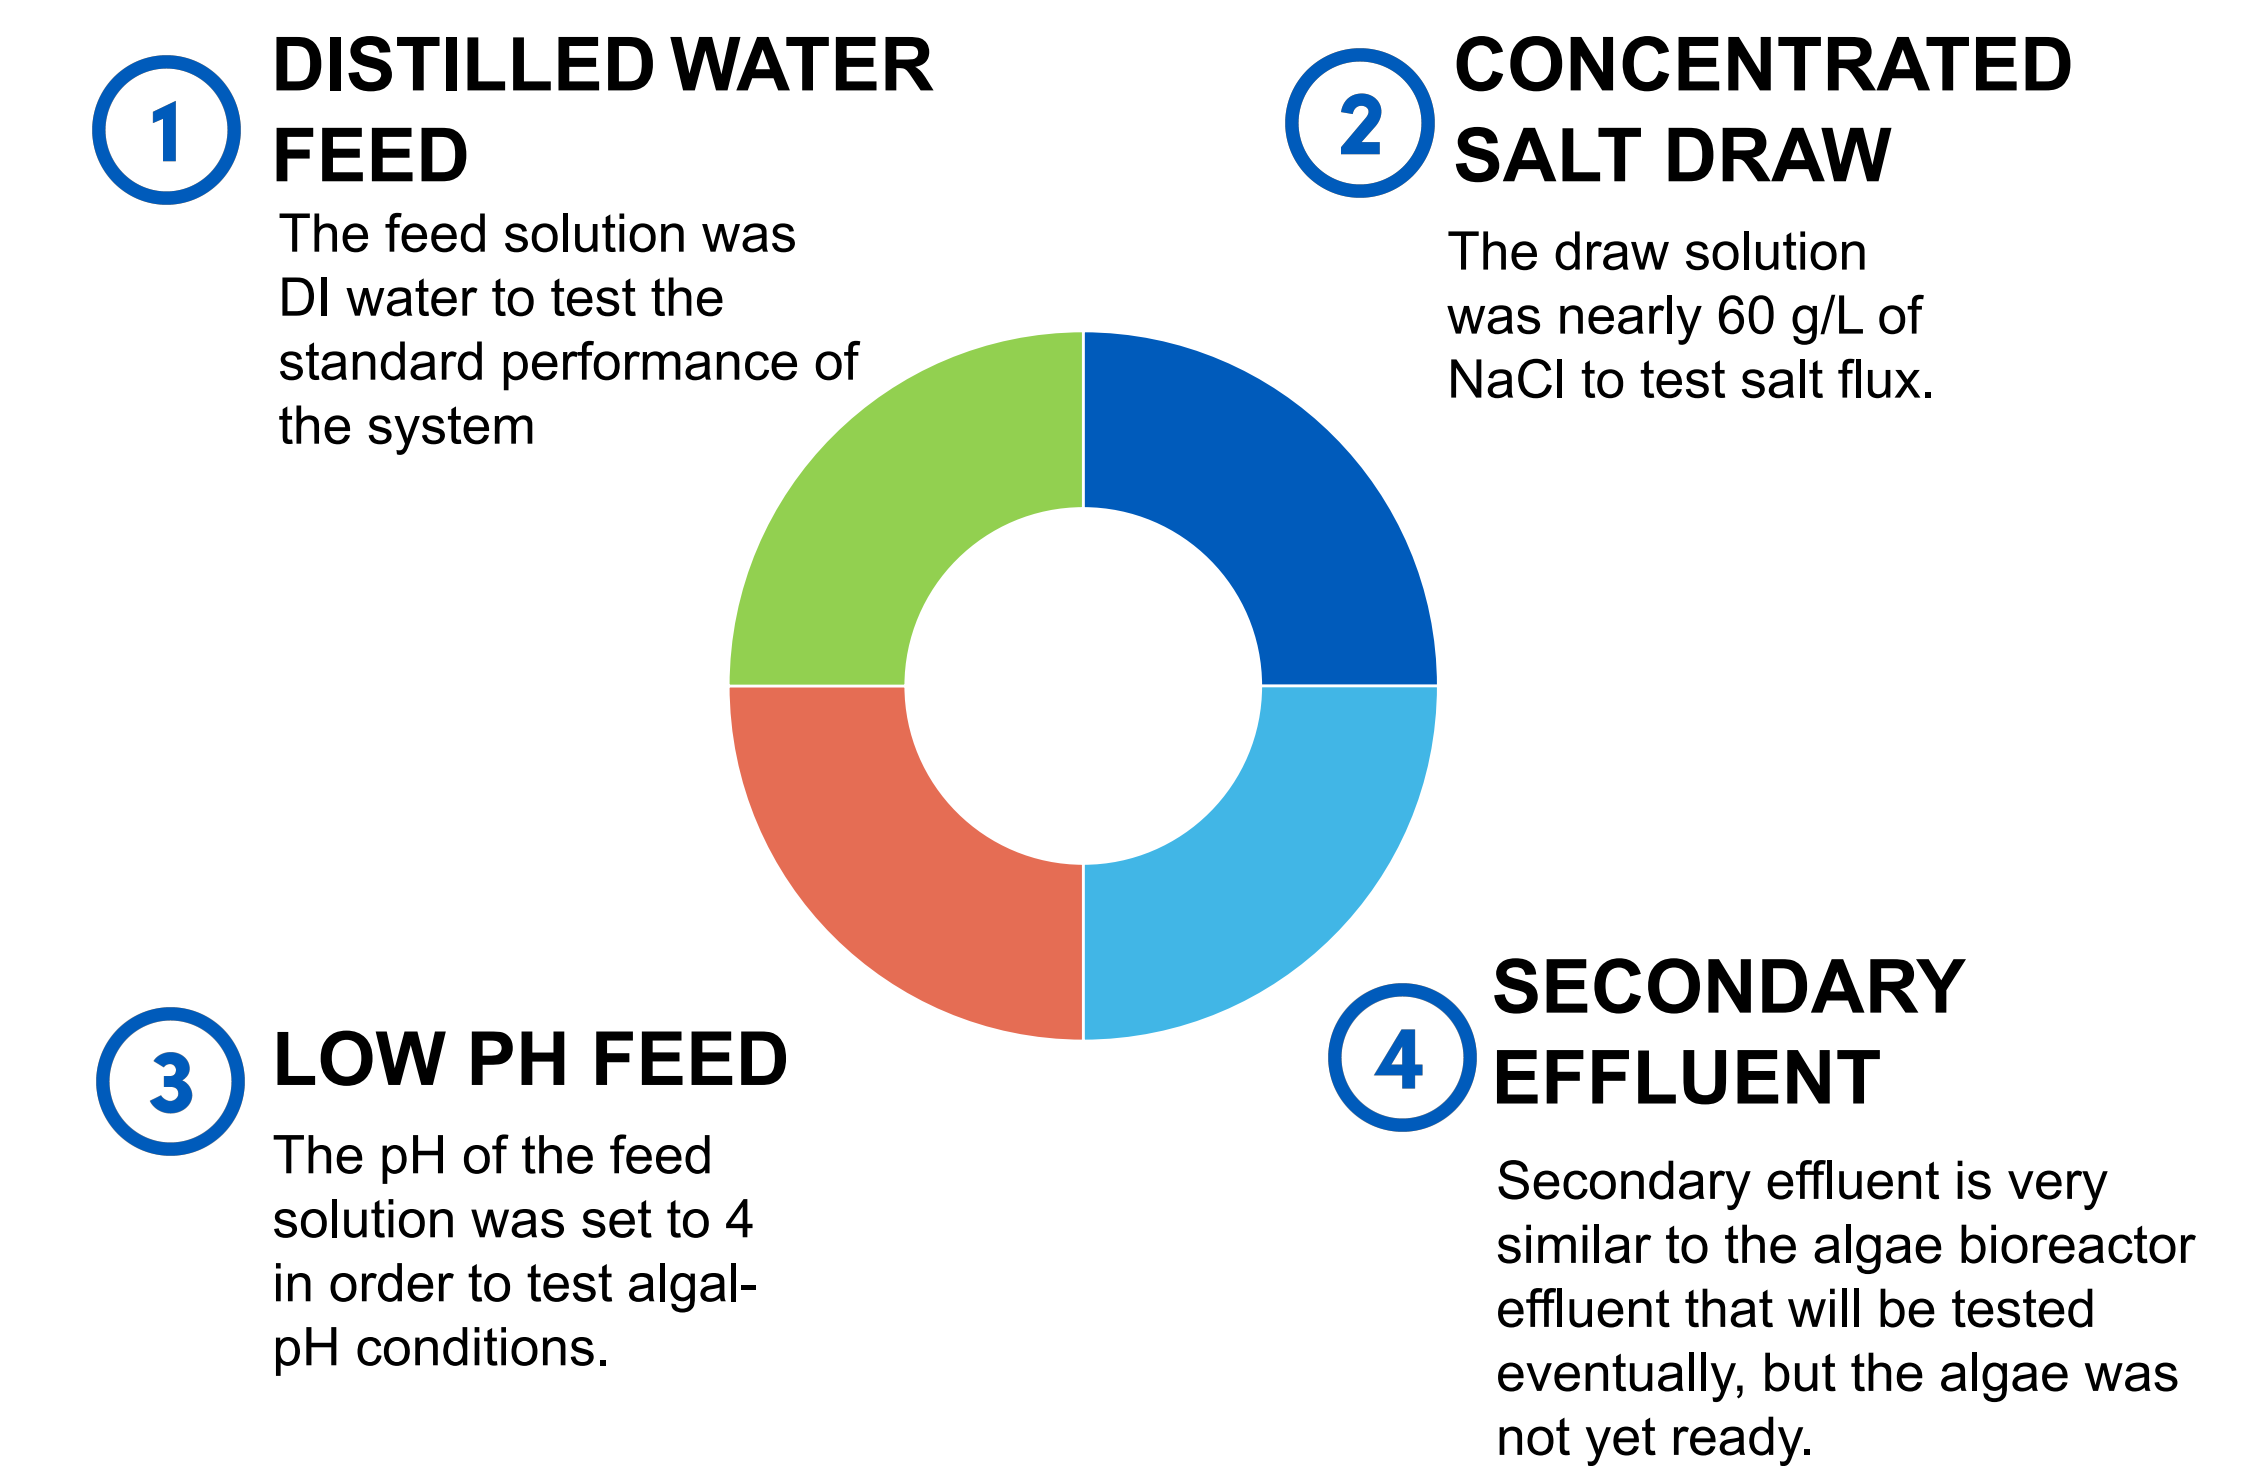 1
DISTILLED WATER
FEED
The feed solution was
DI water to test the
standard performance of
the system
2
CONCENTRATED
SALT DRAW
The draw solution
was nearly 60 g/L of
NaCl to test salt flux.
3
LOW PH FEED
The pH of the feed
solution was set to 4
in order to test algal-
pH conditions.
4
SECONDARY
EFFLUENT
Secondary effluent is very
similar to the algae bioreactor
effluent that will be tested
eventually, but the algae was
not yet ready.